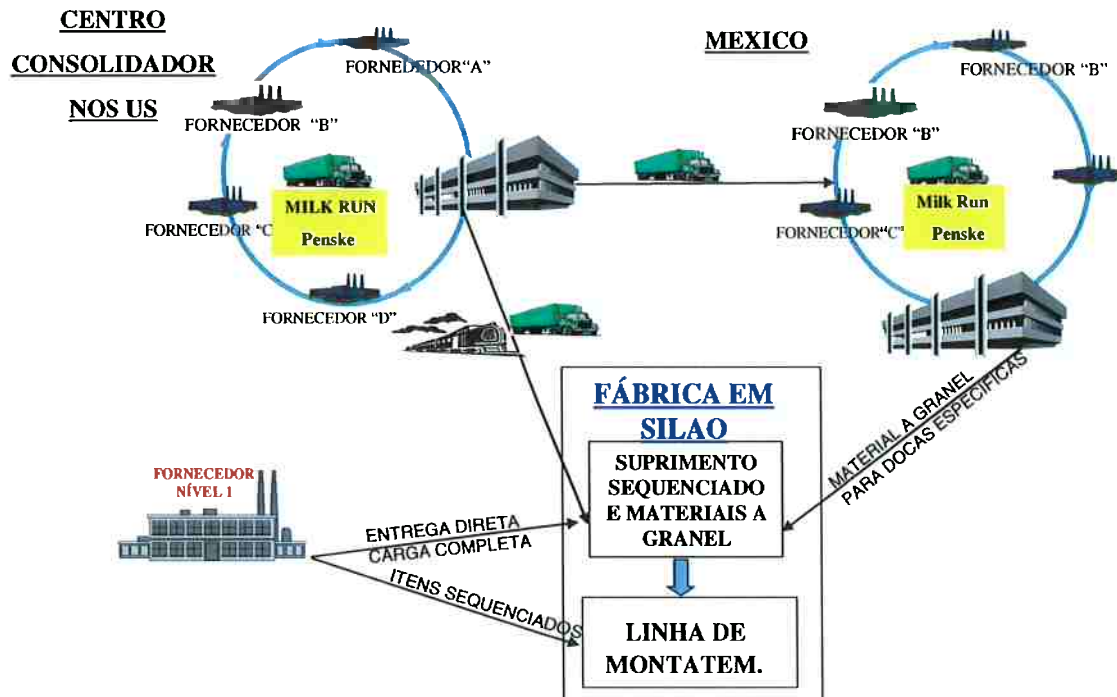 CENTRO
CONSOLIDADOR
NOS US
FORNEDEDOR“A”
FORNECEDOR “B”
MILK RUN
Penske
FORNECEDOR “C
FORNECEDOR “D”
MEXICO
FORNECEDOR “B”
FORNECEDOR “B”
Milk Run
Penske
FORNECEDOR“C”
MATERIAL A GRANEL
PARA DOCAS ESPECIFICAS
FÁBRICA EM
SILAO
SUPRIMENTO
SEQUENCIADO
E MATERIAIS A
GRANEL
FORNECEDOR
NÍVEL 1
ENTREGA DIRETA
CARGA COMPLETA
ITENS SEQUENCIADOS
LINHA DE
MONTATEM.